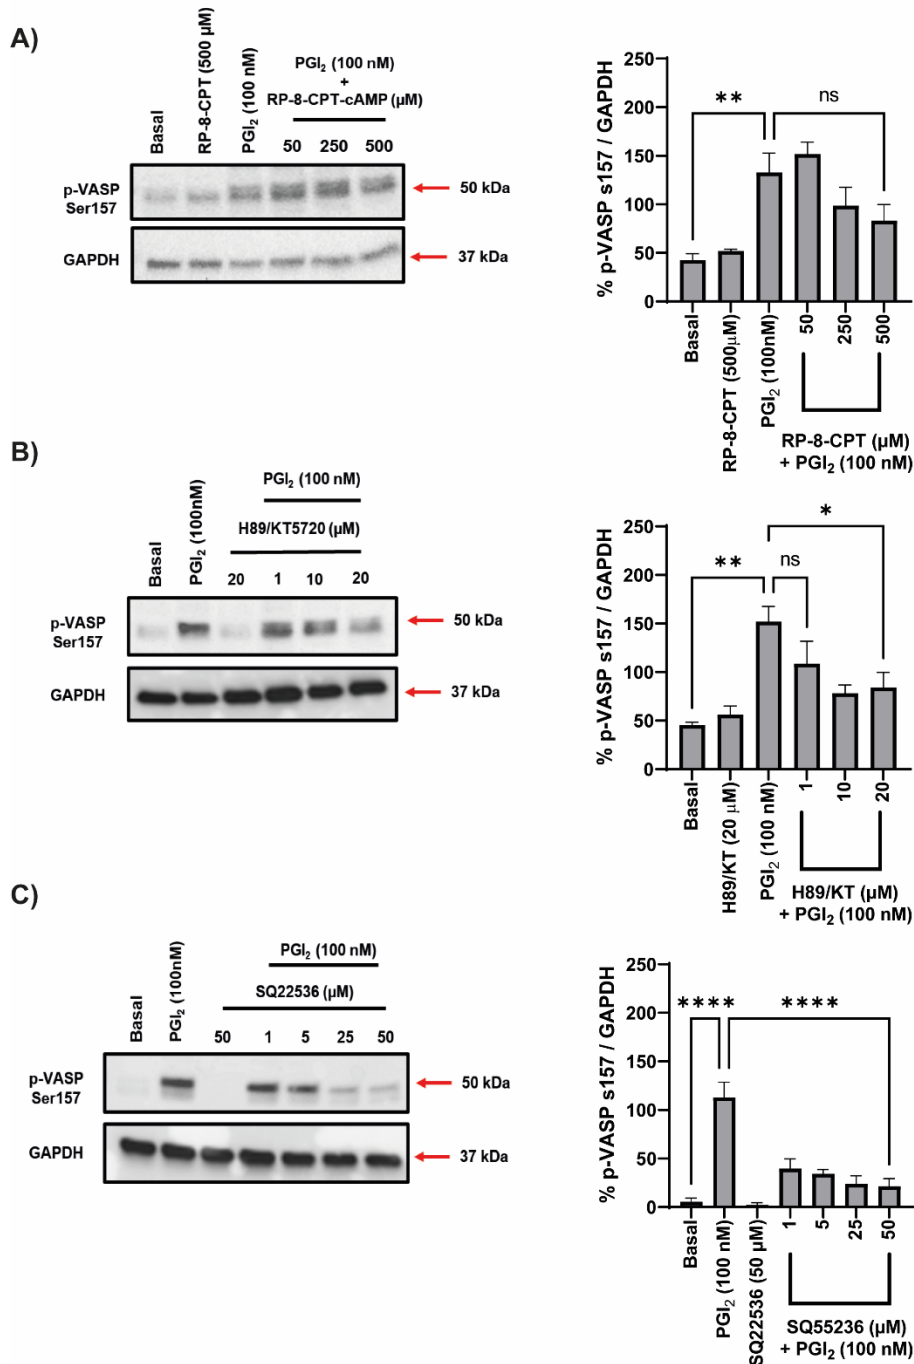 A)
Basal
RP-8-CPT (500 µM)
PGI₂ (100 nM)
PGI₂ (100 nM)
+
RP-8-CPT-cAMP (µM)
50 250 500
p-VASP
Ser157
50 kDa
GAPDH
37 kDa
% p-VASP s157 / GAPDH
250
200
150
100
50
0
**
ns
Basal
RP-8-CPT (500µM)
PGI₂ (100nM)
50
250
500
RP-8-CPT (µM)
+ PGI₂ (100 nM)
B)
Basal
PGI₂ (100nM)
PGI₂ (100 nM)
H89/KT5720 (µM)
20 1 10 20
p-VASP
Ser157
50 kDa
GAPDH
37 kDa
% p-VASP s157 / GAPDH
250
200
150
100
50
0
**
ns
*
Basal
H89/KT (20 µM)
PGI₂ (100 nM)
1
10
20
H89/KT (µM)
+ PGI₂ (100 nM)
C)
Basal
PGI₂ (100nM)
PGI₂ (100 nM)
SQ22536 (µM)
50 1 5 25 50
p-VASP
Ser157
50 kDa
GAPDH
37 kDa
% p-VASP s157 / GAPDH
250
200
150
100
50
0
****
****
Basal
PGI₂ (100 nM)
SQ22536 (50 µM)
1
5
25
50
SQ55236 (µM)
+ PGI₂ (100 nM)